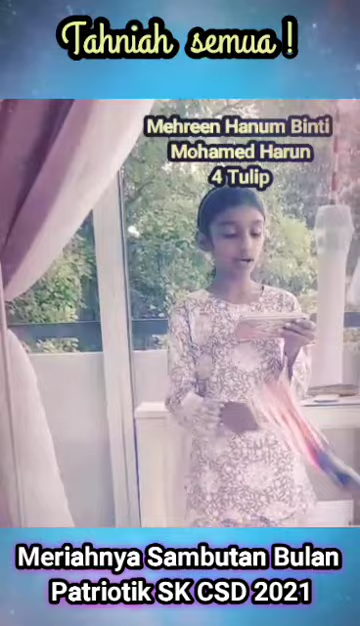 Tahniah semua !
Mehreen Hanum Binti
Mohamed Harun
4 Tulip
Meriahnya Sambutan Bulan
Patriotik SK CSD 2021